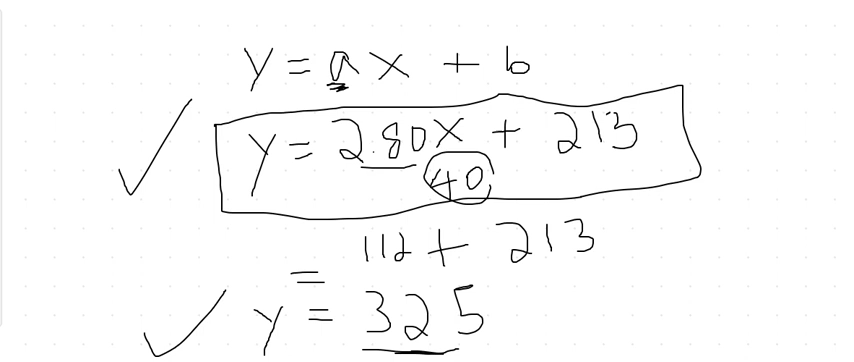 y = ax + b
y = 2.80x + 213
40
112 + 213
=
y = 325